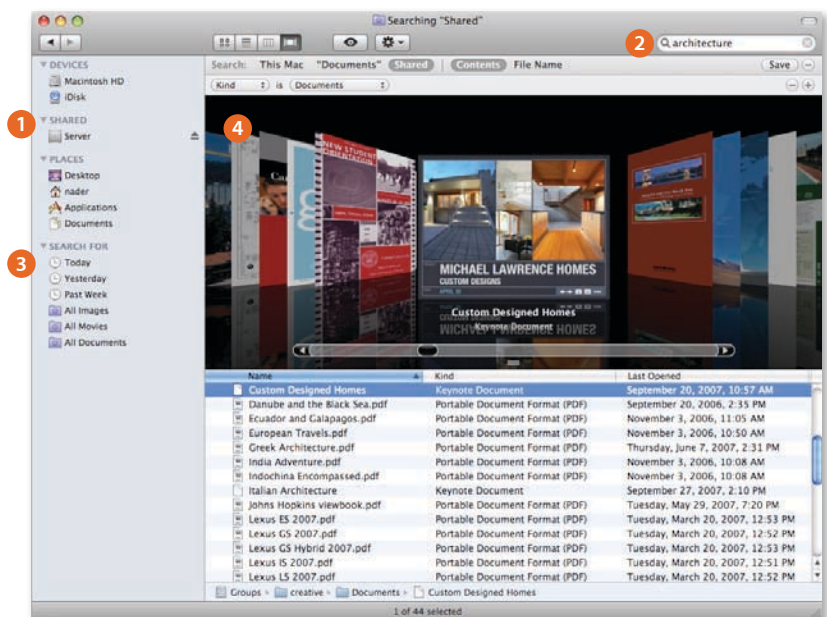 Searching "Shared"
2
architecture
Search: This Mac "Documents" Shared Contents File Name Save
Kind is Documents
DEVICES
Macintosh HD
iDisk
1
SHARED
Server
PLACES
Desktop
nader
Applications
Documents
3
SEARCH FOR
Today
Yesterday
Past Week
All Images
All Movies
All Documents
4
NEW STUDENT
ORIENTATION
MICHAEL LAWRENCE HOMES
CUSTOM DESIGNS
APRIL
Custom Designed Homes
Keynote Document
Name Kind Last Opened
Custom Designed Homes Keynote Document September 20, 2007, 10:57 AM
Danube and the Black Sea.pdf Portable Document Format (PDF) September 20, 2006, 2:35 PM
Ecuador and Galapagos.pdf Portable Document Format (PDF) November 3, 2006, 11:05 AM
European Travels.pdf Portable Document Format (PDF) November 3, 2006, 10:50 AM
Greek Architecture.pdf Portable Document Format (PDF) Thursday, June 7, 2007, 2:31 PM
India Adventure.pdf Portable Document Format (PDF) November 3, 2006, 10:08 AM
Indochina Encompassed.pdf Portable Document Format (PDF) November 3, 2006, 10:08 AM
Italian Architecture Keynote Document September 27, 2007, 2:10 PM
Johns Hopkins viewbook.pdf Portable Document Format (PDF) Tuesday, May 29, 2007, 7:20 PM
Lexus ES 2007.pdf Portable Document Format (PDF) Tuesday, March 20, 2007, 12:53 PM
Lexus GS 2007.pdf Portable Document Format (PDF) Tuesday, March 20, 2007, 12:52 PM
Lexus GS Hybrid 2007.pdf Portable Document Format (PDF) Tuesday, March 20, 2007, 12:53 PM
Lexus IS 2007.pdf Portable Document Format (PDF) Tuesday, March 20, 2007, 12:51 PM
Lexus LS 2007.pdf Portable Document Format (PDF) Tuesday, March 20, 2007, 12:52 PM
Groups Creative Documents Custom Designed Homes
1 of 44 selected